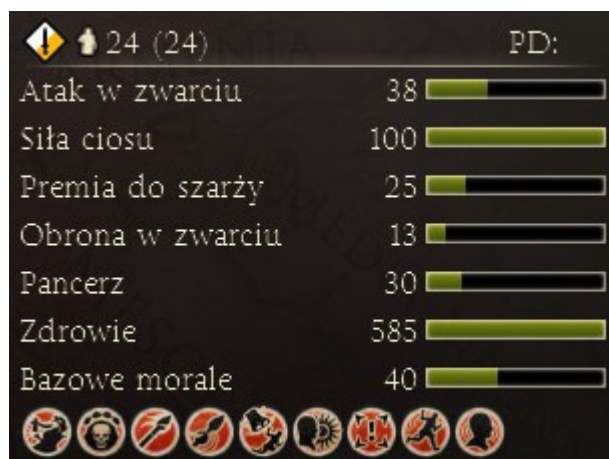 24 (24) PD:
Atak w zwarciu 38
Siła ciosu 100
Premia do szarży 25
Obrona w zwarciu 13
Pancerz 30
Zdrowie 585
Bazowe morale 40